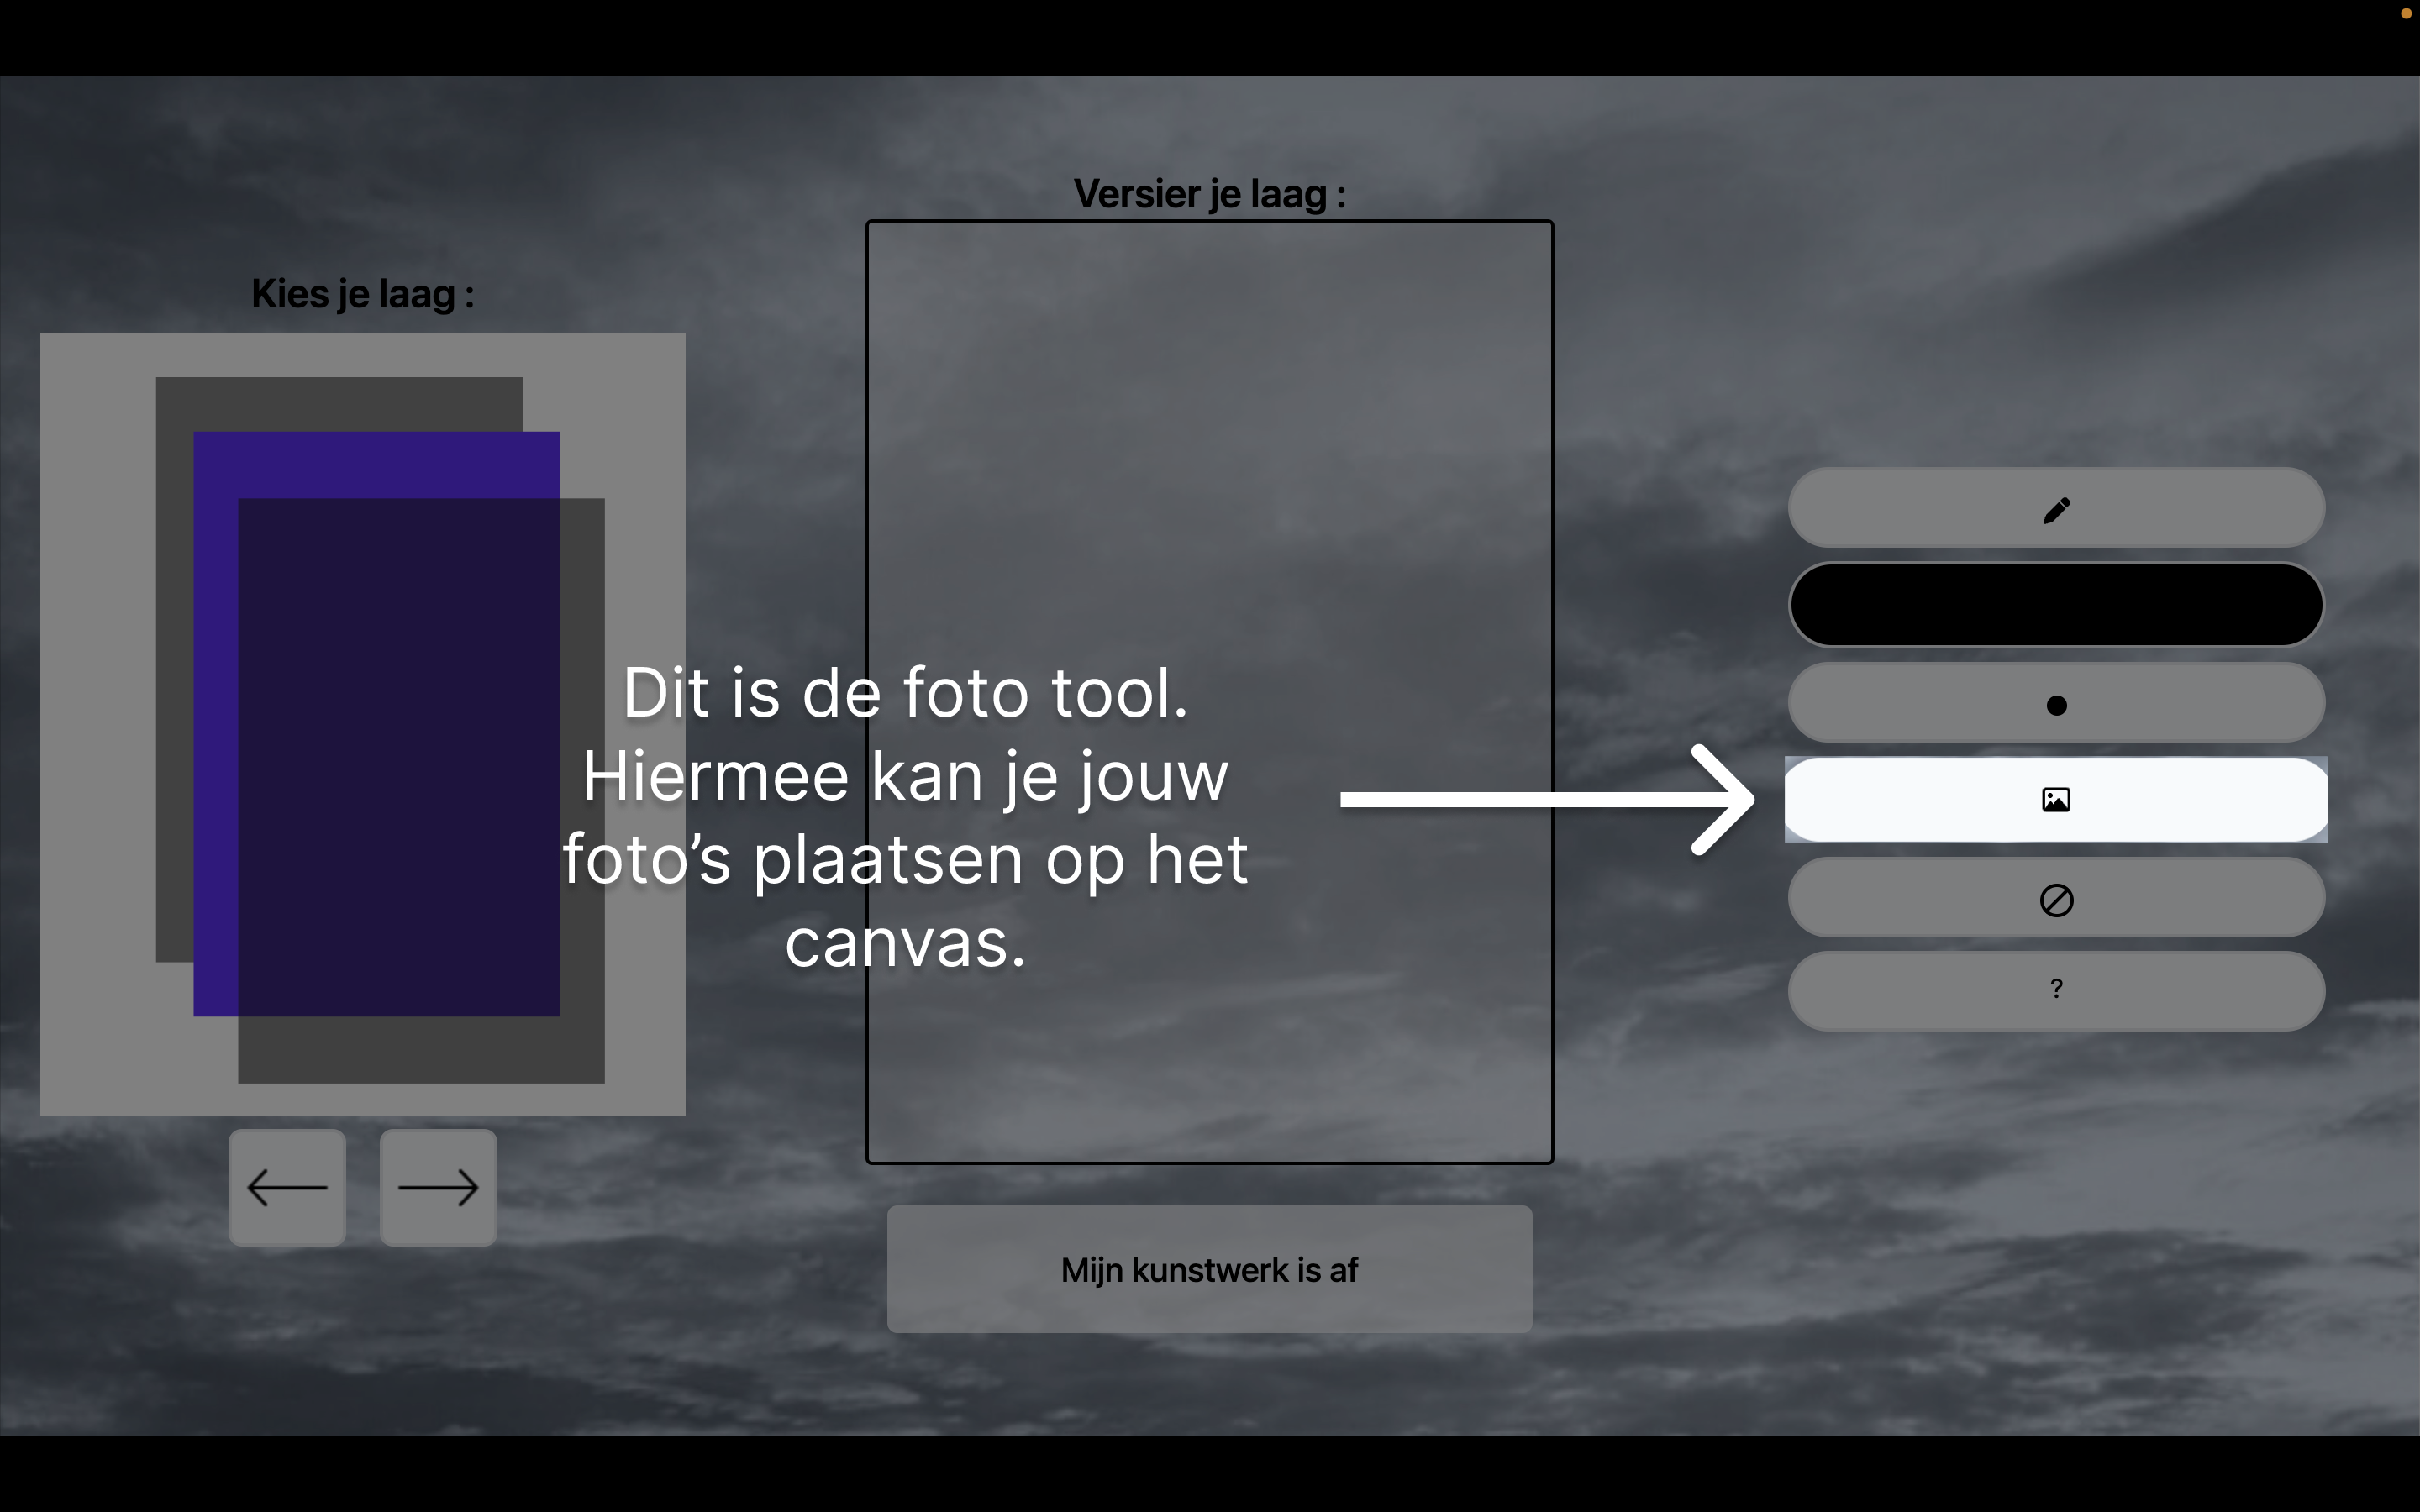 Versier je laag :
Kies je laag :
Dit is de foto tool.
Hiermee kan je jouw
foto’s plaatsen op het
canvas.
?
Mijn kunstwerk is af